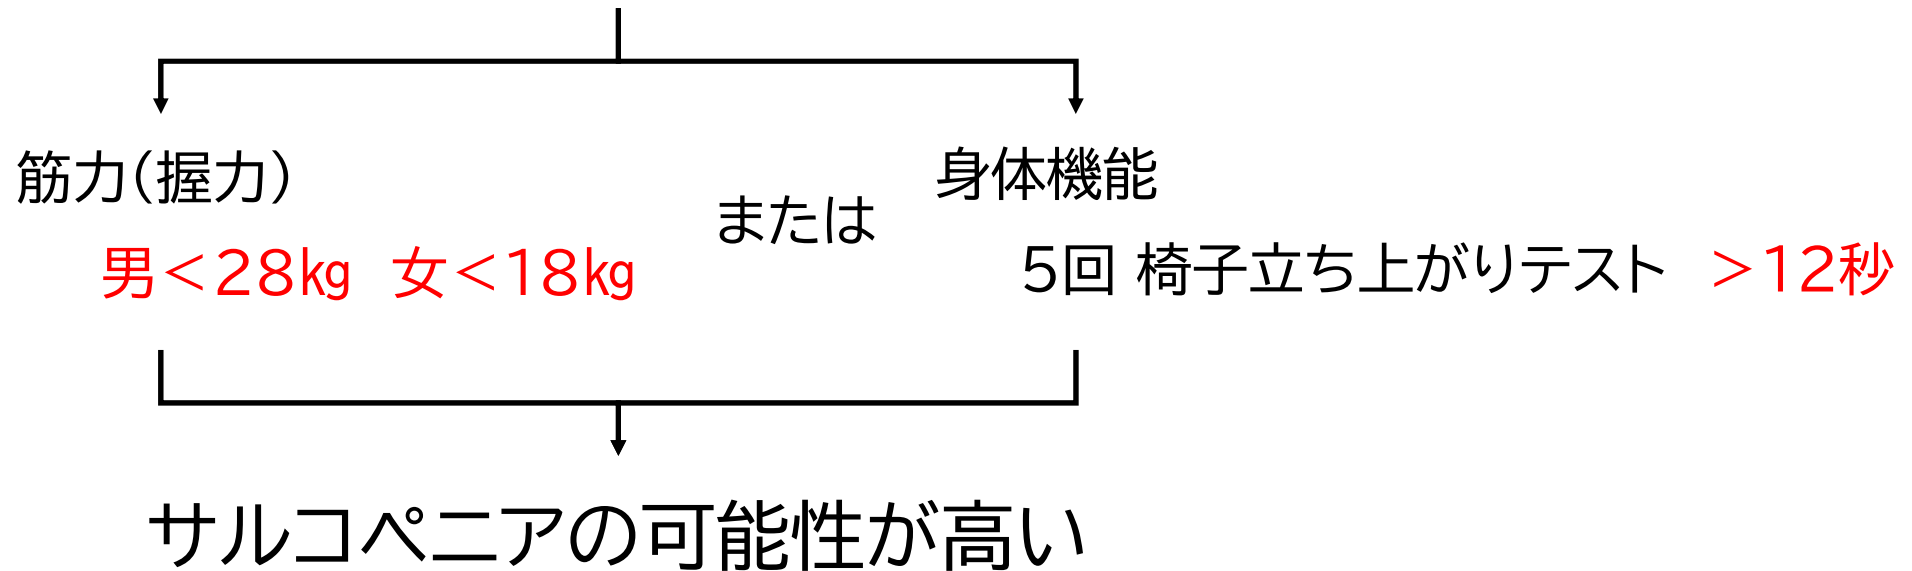 筋力(握力)
男<28kg 女<18kg
または
身体機能
5回 椅子立ち上がりテスト >12秒
サルコペニアの可能性が高い